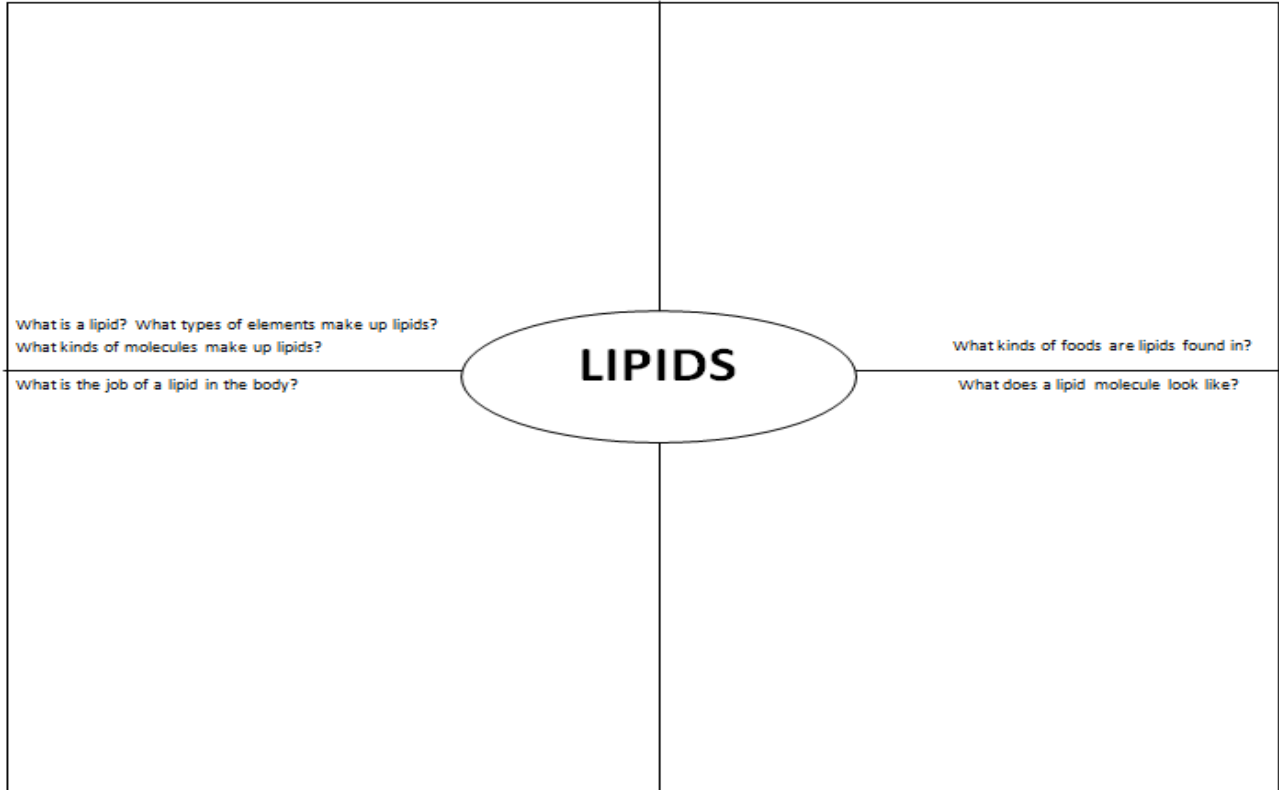 What is a lipid? What types of elements make up lipids?
What kinds of molecules make up lipids?
What kinds of foods are lipids found in?
LIPIDS
What is the job of a lipid in the body?
What does a lipid molecule look like?